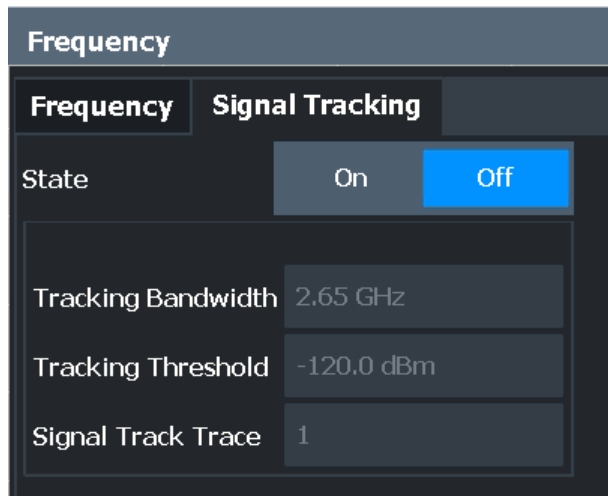 Frequency
Frequency Signal Tracking
State On Off
Tracking Bandwidth 2.65 GHz
Tracking Threshold -120.0 dBm
Signal Track Trace 1